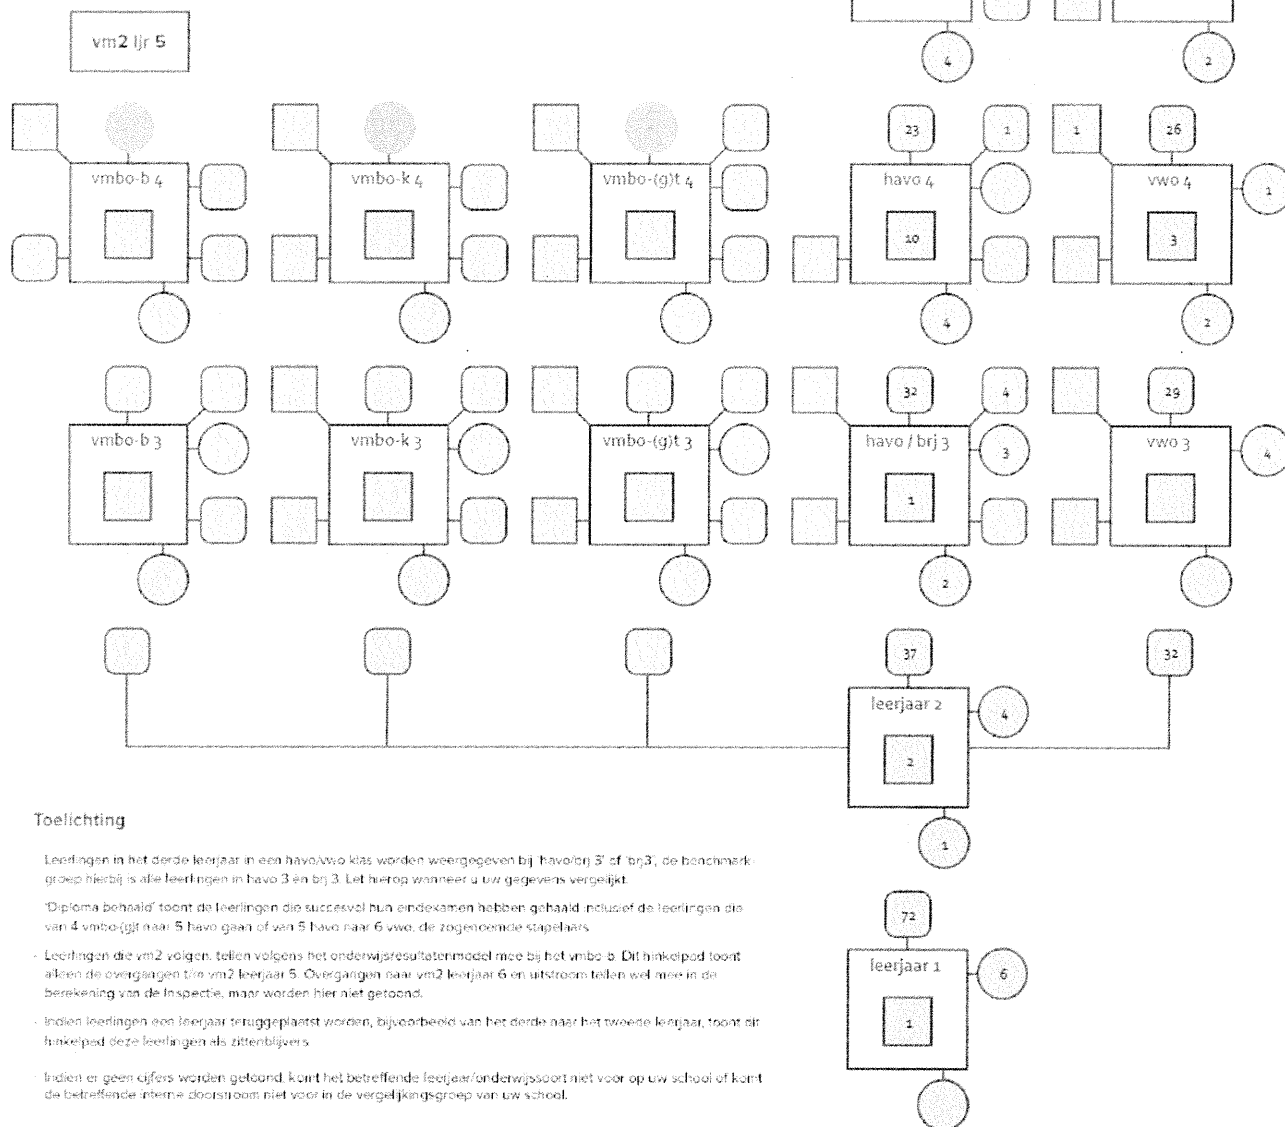 4
2
vm2 ljr 5
23
1
1
26
vmbo-b 4
vmbo-k 4
vmbo-(g)t 4
havo 4
vwo 4
1
10
3
4
2
32
4
29
vmbo-b 3
vmbo-k 3
vmbo-(g)t 3
havo / brj 3
3
vwo 3
4
1
2
37
32
leerjaar 2
4
2
1
Toelichting
Leerlingen in het derde leerjaar in een havo/vwo klas worden weergegeven bij 'havo/brj 3' of 'brj3', de benchmark-
groep hierbij is alle leerlingen in havo 3 en brj 3. Let hierop wanneer u uw gegevens vergelijkt.
'Diploma behaald' toont de leerlingen die succesvol hun eindexamen hebben gehaald inclusief de leerlingen die
van 4 vmbo-(g)t naar 5 havo gaan of van 5 havo naar 6 vwo, de zogenoemde stapelaars
- Leerlingen die vm2 volgen, tellen volgens het onderwijsresultatenmodel mee bij het vmbo-b. Dit hinkelpad toont
alleen de overgangen t/m vm2 leerjaar 5. Overgangen naar vm2 leerjaar 6 en uitstroom tellen wel mee in de
berekening van de Inspectie, maar worden hier niet getoond.
- Indien leerlingen een leerjaar teruggeplaatst worden, bijvoorbeeld van het derde naar het tweede leerjaar, toont dit
hinkelpad deze leerlingen als zittenblijvers
Indien er geen cijfers worden getoond, komt het betreffende leerjaar/onderwijssoort niet voor op uw school of komt
de betreffende interne doorstroom niet voor in de vergelijkingsgroep van uw school.
72
leerjaar 1
6
1